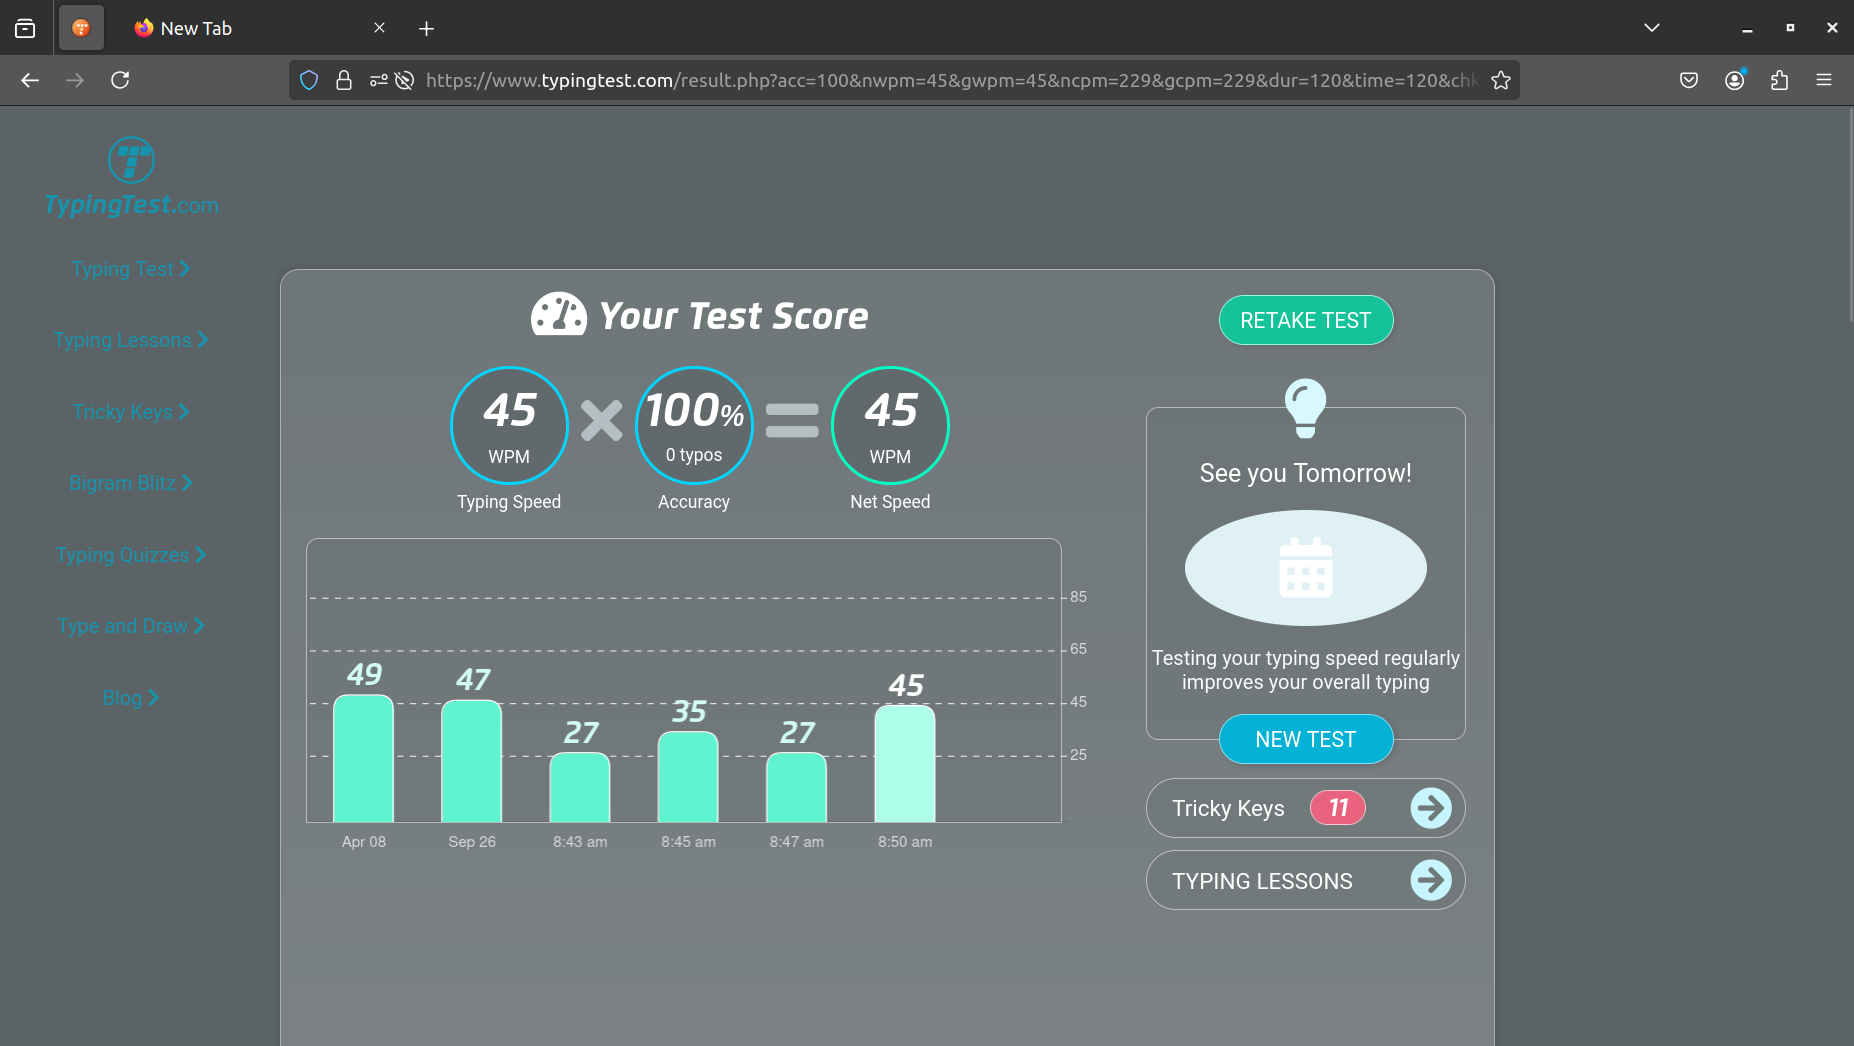 New Tab
https://www.typingtest.com/result.php?acc=100&nwpm=45&gwpm=45&ncpm=229&gcpm=229&dur=120&time=120&chk
TypingTest.com
Typing Test
Typing Lessons
Tricky Keys
Bigram Blitz
Typing Quizzes
Type and Draw
Blog
Your Test Score
45
WPM
Typing Speed
100%
0 typos
Accuracy
45
WPM
Net Speed
85
65
45
25
49
47
27
35
27
45
Apr 08
Sep 26
8:43 am
8:45 am
8:47 am
8:50 am
RETAKE TEST
See you Tomorrow!
Testing your typing speed regularly
improves your overall typing
NEW TEST
Tricky Keys 11
TYPING LESSONS